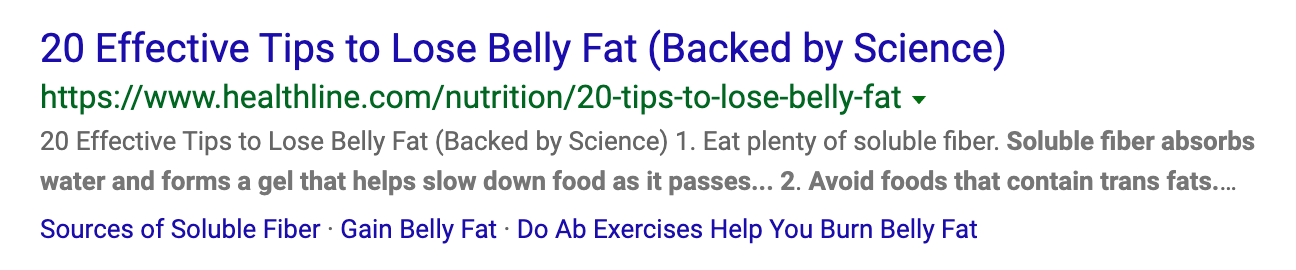 20 Effective Tips to Lose Belly Fat (Backed by Science)
https://www.healthline.com/nutrition/20-tips-to-lose-belly-fat
20 Effective Tips to Lose Belly Fat (Backed by Science) 1. Eat plenty of soluble fiber. Soluble fiber absorbs
water and forms a gel that helps slow down food as it passes... 2. Avoid foods that contain trans fats....
Sources of Soluble Fiber · Gain Belly Fat · Do Ab Exercises Help You Burn Belly Fat